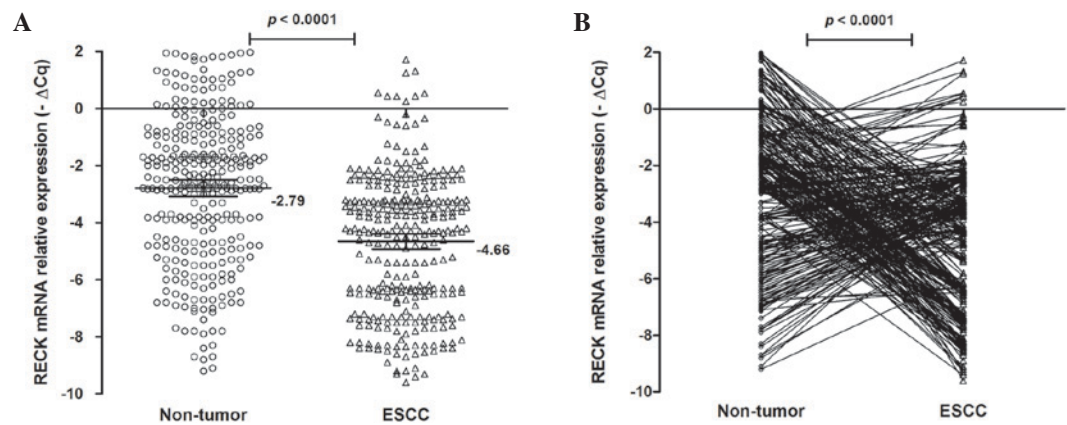 A
p < 0.0001
RECK mRNA relative expression (- ΔCq)
2
0
-2
-4
-6
-8
-10
-2.79
-4.66
Non-tumor
ESCC
B
p < 0.0001
RECK mRNA relative expression (- ΔCq)
2
0
-2
-4
-6
-8
-10
Non-tumor
ESCC